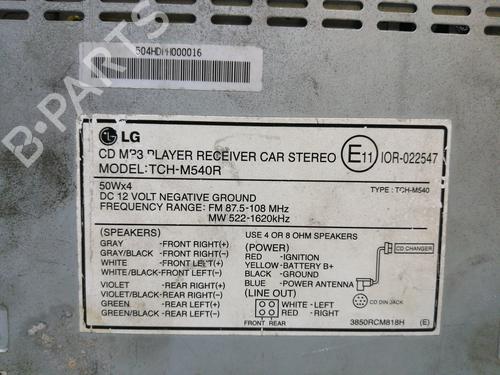 504HDPH000016
LG
CD MP3 PLAYER RECEIVER CAR STEREO
MODEL:TCH-M540R
E11 IOR-022547
50Wx4
TYPE : TCH-M540
DC 12 VOLT NEGATIVE GROUND
FREQUENCY RANGE: FM 87.5-108 MHz
MW 522-1620kHz
(SPEAKERS)
GRAY -FRONT RIGHT(+)
GRAY/BLACK -FRONT RIGHT(-)
WHITE -FRONT LEFT(+)
WHITE/BLACK-FRONT LEFT(-)
VIOLET -REAR RIGHT(+)
VIOLET/BLACK-REAR RIGHT(-)
GREEN -REAR LEFT(+)
GREEN/BLACK -REAR LEFT(-)
USE 4 OR 8 OHM SPEAKERS
(POWER)
RED -IGNITION
YELLOW -BATTERY B+
BLACK -GROUND
BLUE -POWER ANTENNA
(LINE OUT)
WHITE - LEFT
RED - RIGHT
FRONT REAR
CD CHANGER
CD DIN JACK
3850RCM818H (E)
B-PARTS